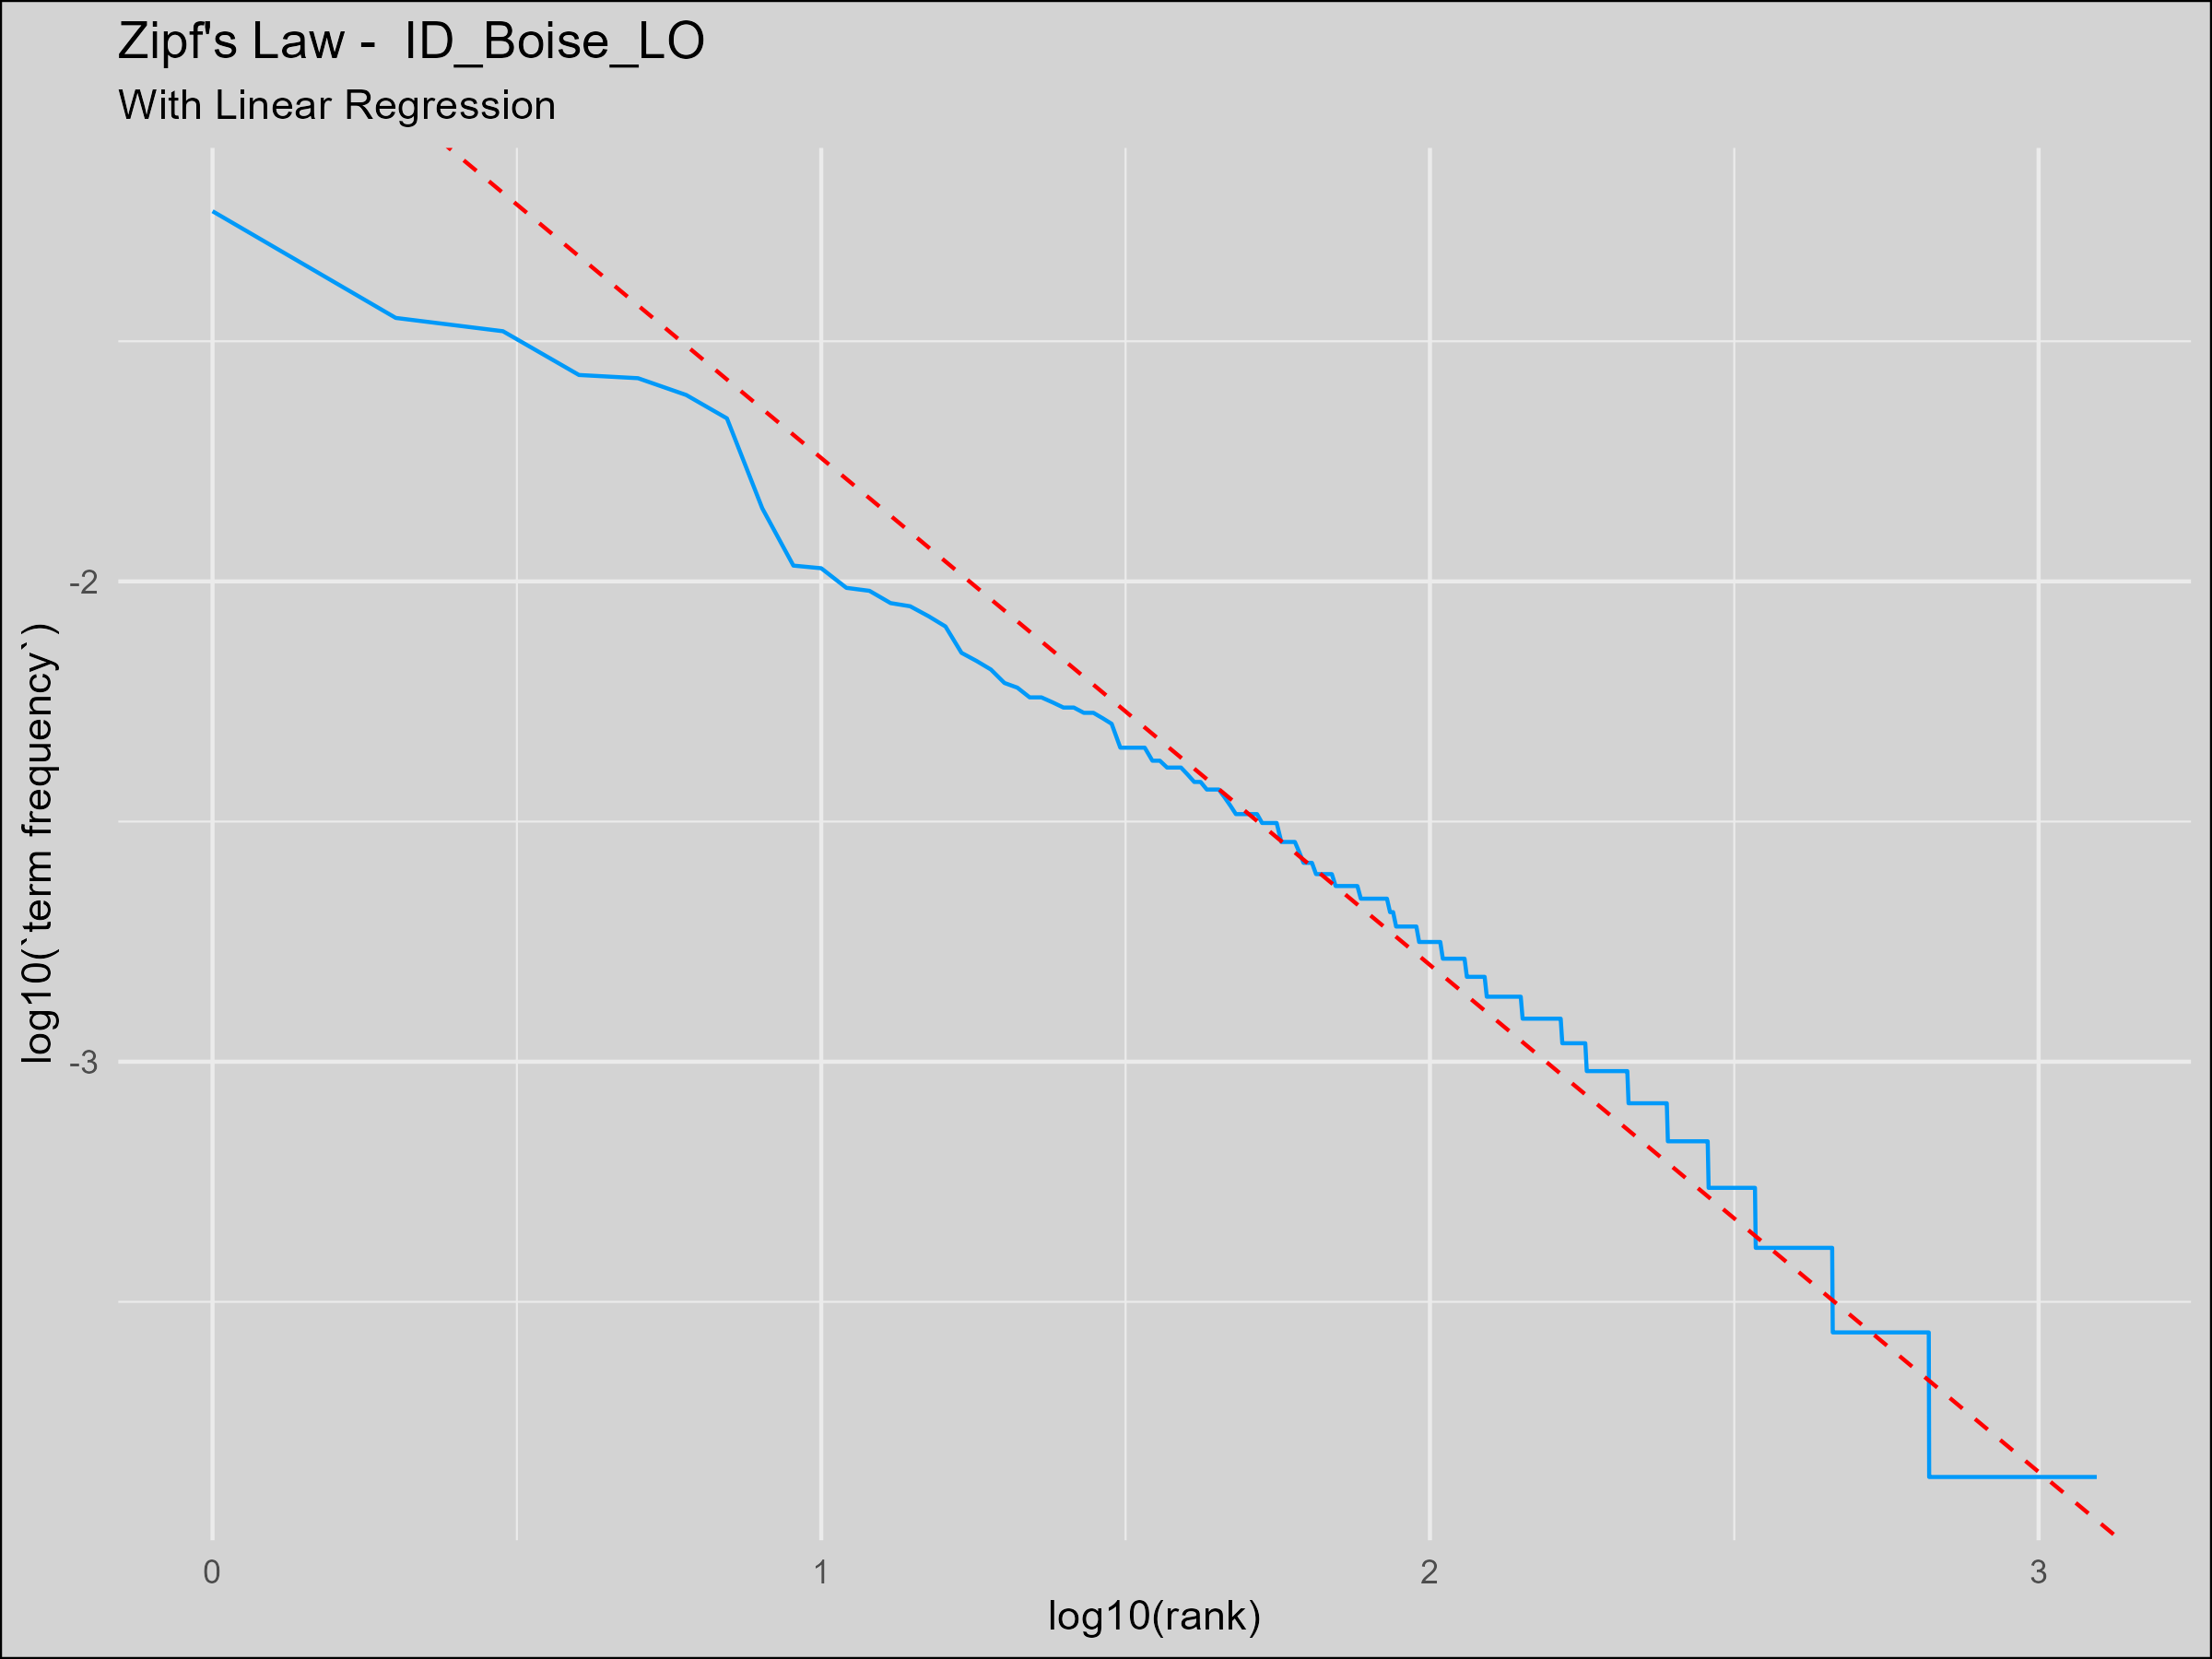 Zipf's Law -  ID_Boise_LO
With Linear Regression
log10(`term frequency`)
-2
-3
0
1
2
3
log10(rank)